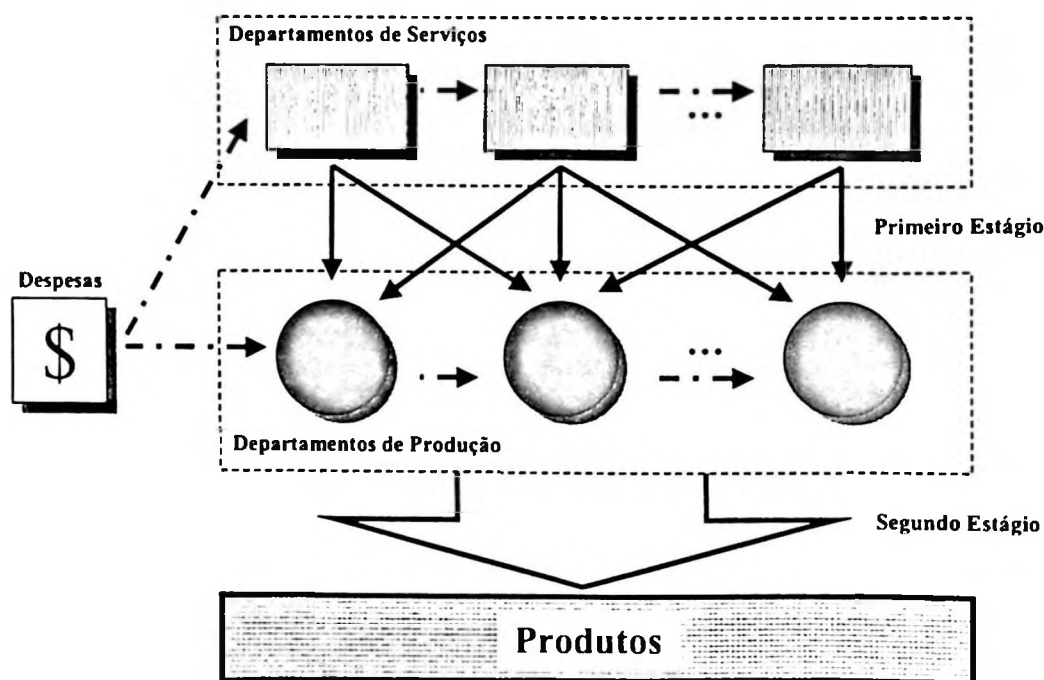 Departamentos de Serviços
...
Primeiro Estágio
Despesas
$
...
Departamentos de Produção
Segundo Estágio
Produtos